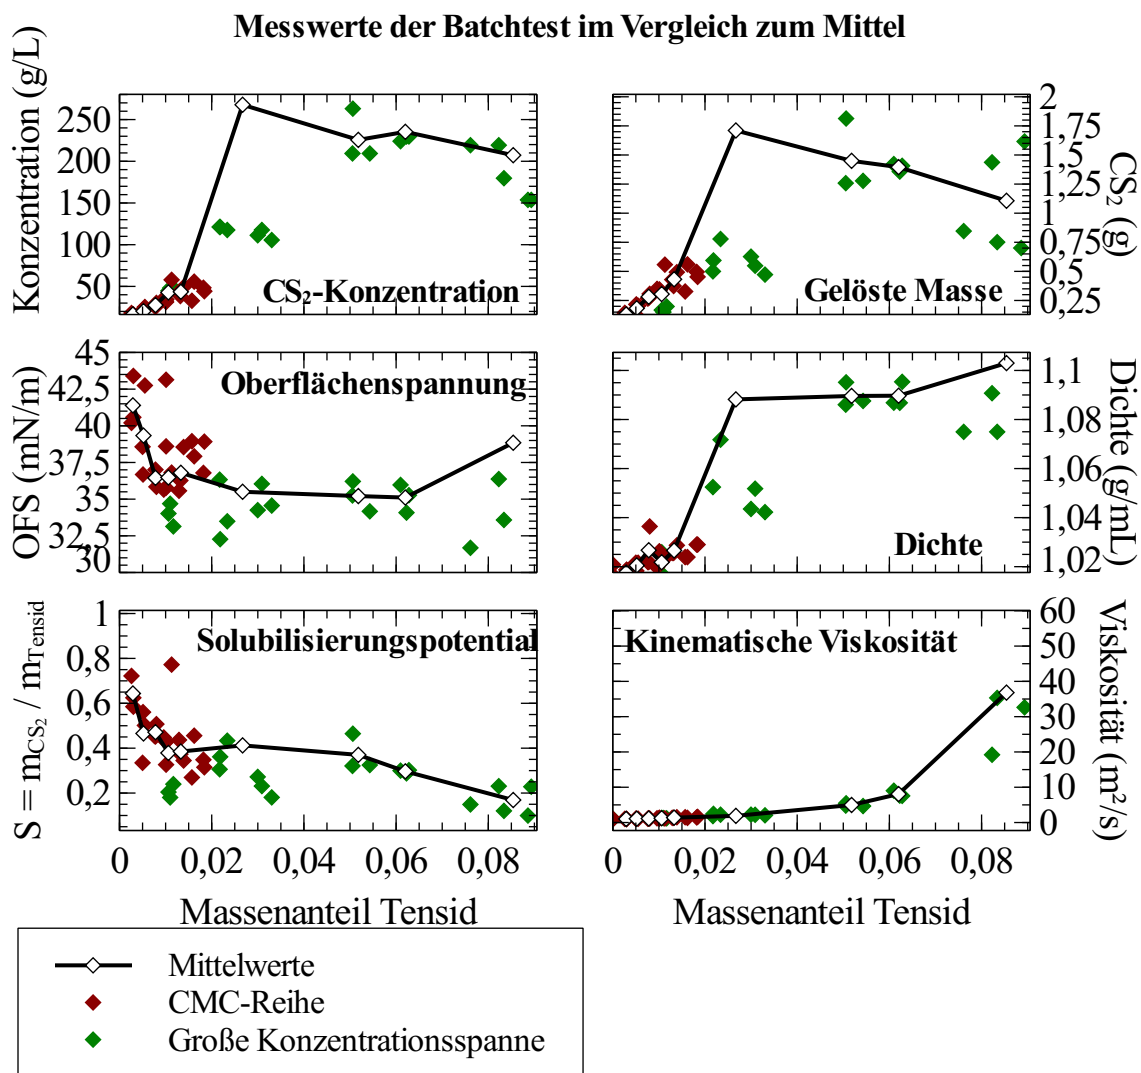 Messwerte der Batchtest im Vergleich zum Mittel
Konzentration (g/L)
250
200
150
100
50
CS₂-Konzentration
2
1,75
1,5
1,25
1
0,75
0,5
0,25
CS₂ (g)
Gelöste Masse
OFS (mN/m)
45
42,5
40
37,5
35
32,5
30
Oberflächenspannung
1,1
1,08
1,06
1,04
1,02
Dichte (g/mL)
Dichte
S = m_CS₂ / m_Tensid
1
0,8
0,6
0,4
0,2
Solubilisierungspotential
0 0,02 0,04 0,06 0,08
Massenanteil Tensid
Kinematische Viskosität
60
50
40
30
20
10
0
Viskosität (m²/s)
0 0,02 0,04 0,06 0,08
Massenanteil Tensid
Mittelwerte
CMC-Reihe
Große Konzentrationsspanne